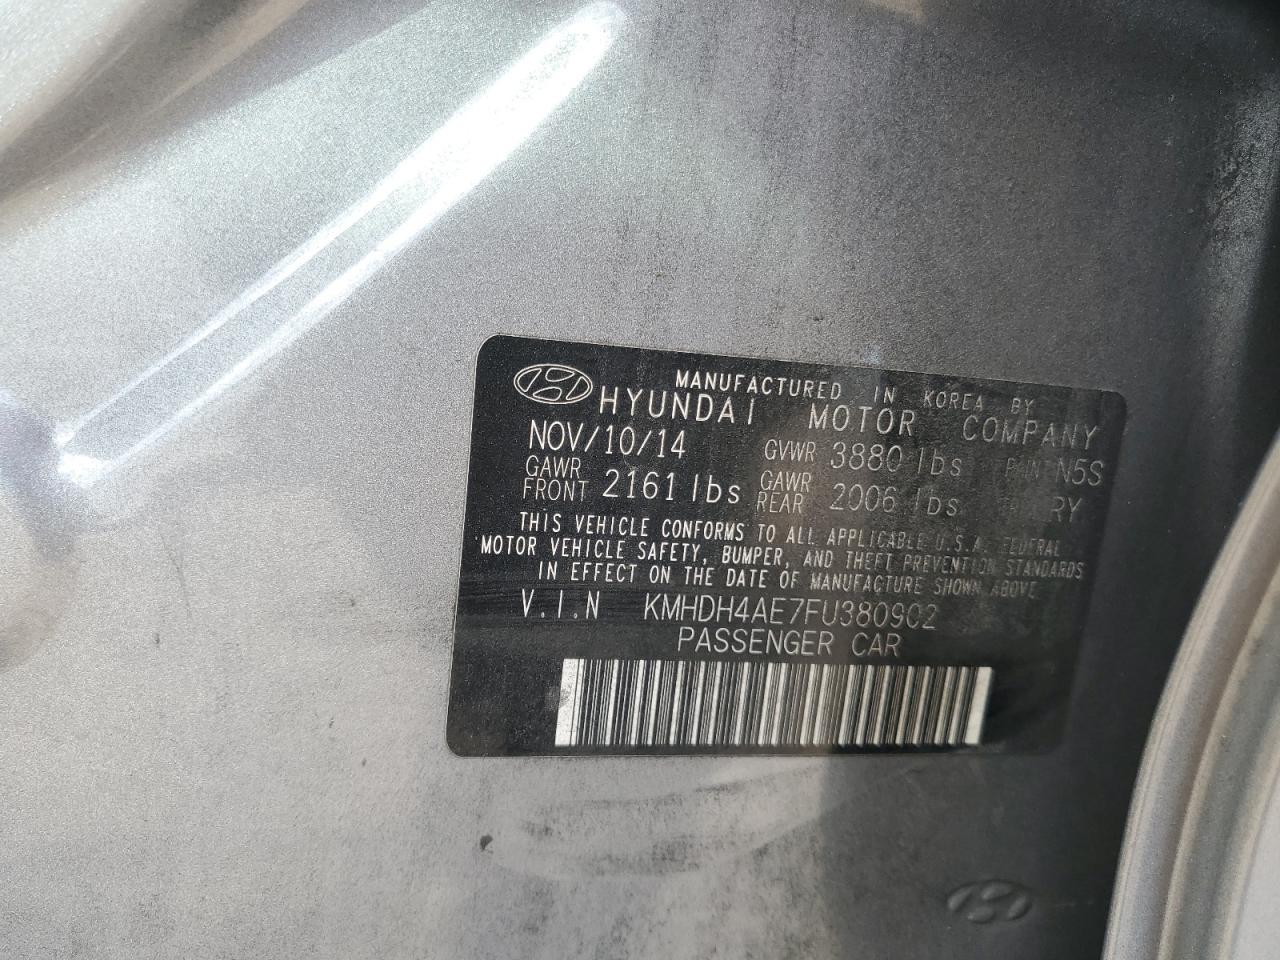 MANUFACTURED IN KOREA BY
HYUNDAI MOTOR COMPANY
NOV/10/14 GVWR 3880 lbs PAINT N5S
GAWR FRONT 2161 lbs GAWR REAR 2006 lbs RY
THIS VEHICLE CONFORMS TO ALL APPLICABLE U.S.A. FEDERAL
MOTOR VEHICLE SAFETY, BUMPER, AND THEFT PREVENTION STANDARDS
IN EFFECT ON THE DATE OF MANUFACTURE SHOWN ABOVE
V.I.N KMHDH4AE7FU380902
PASSENGER CAR